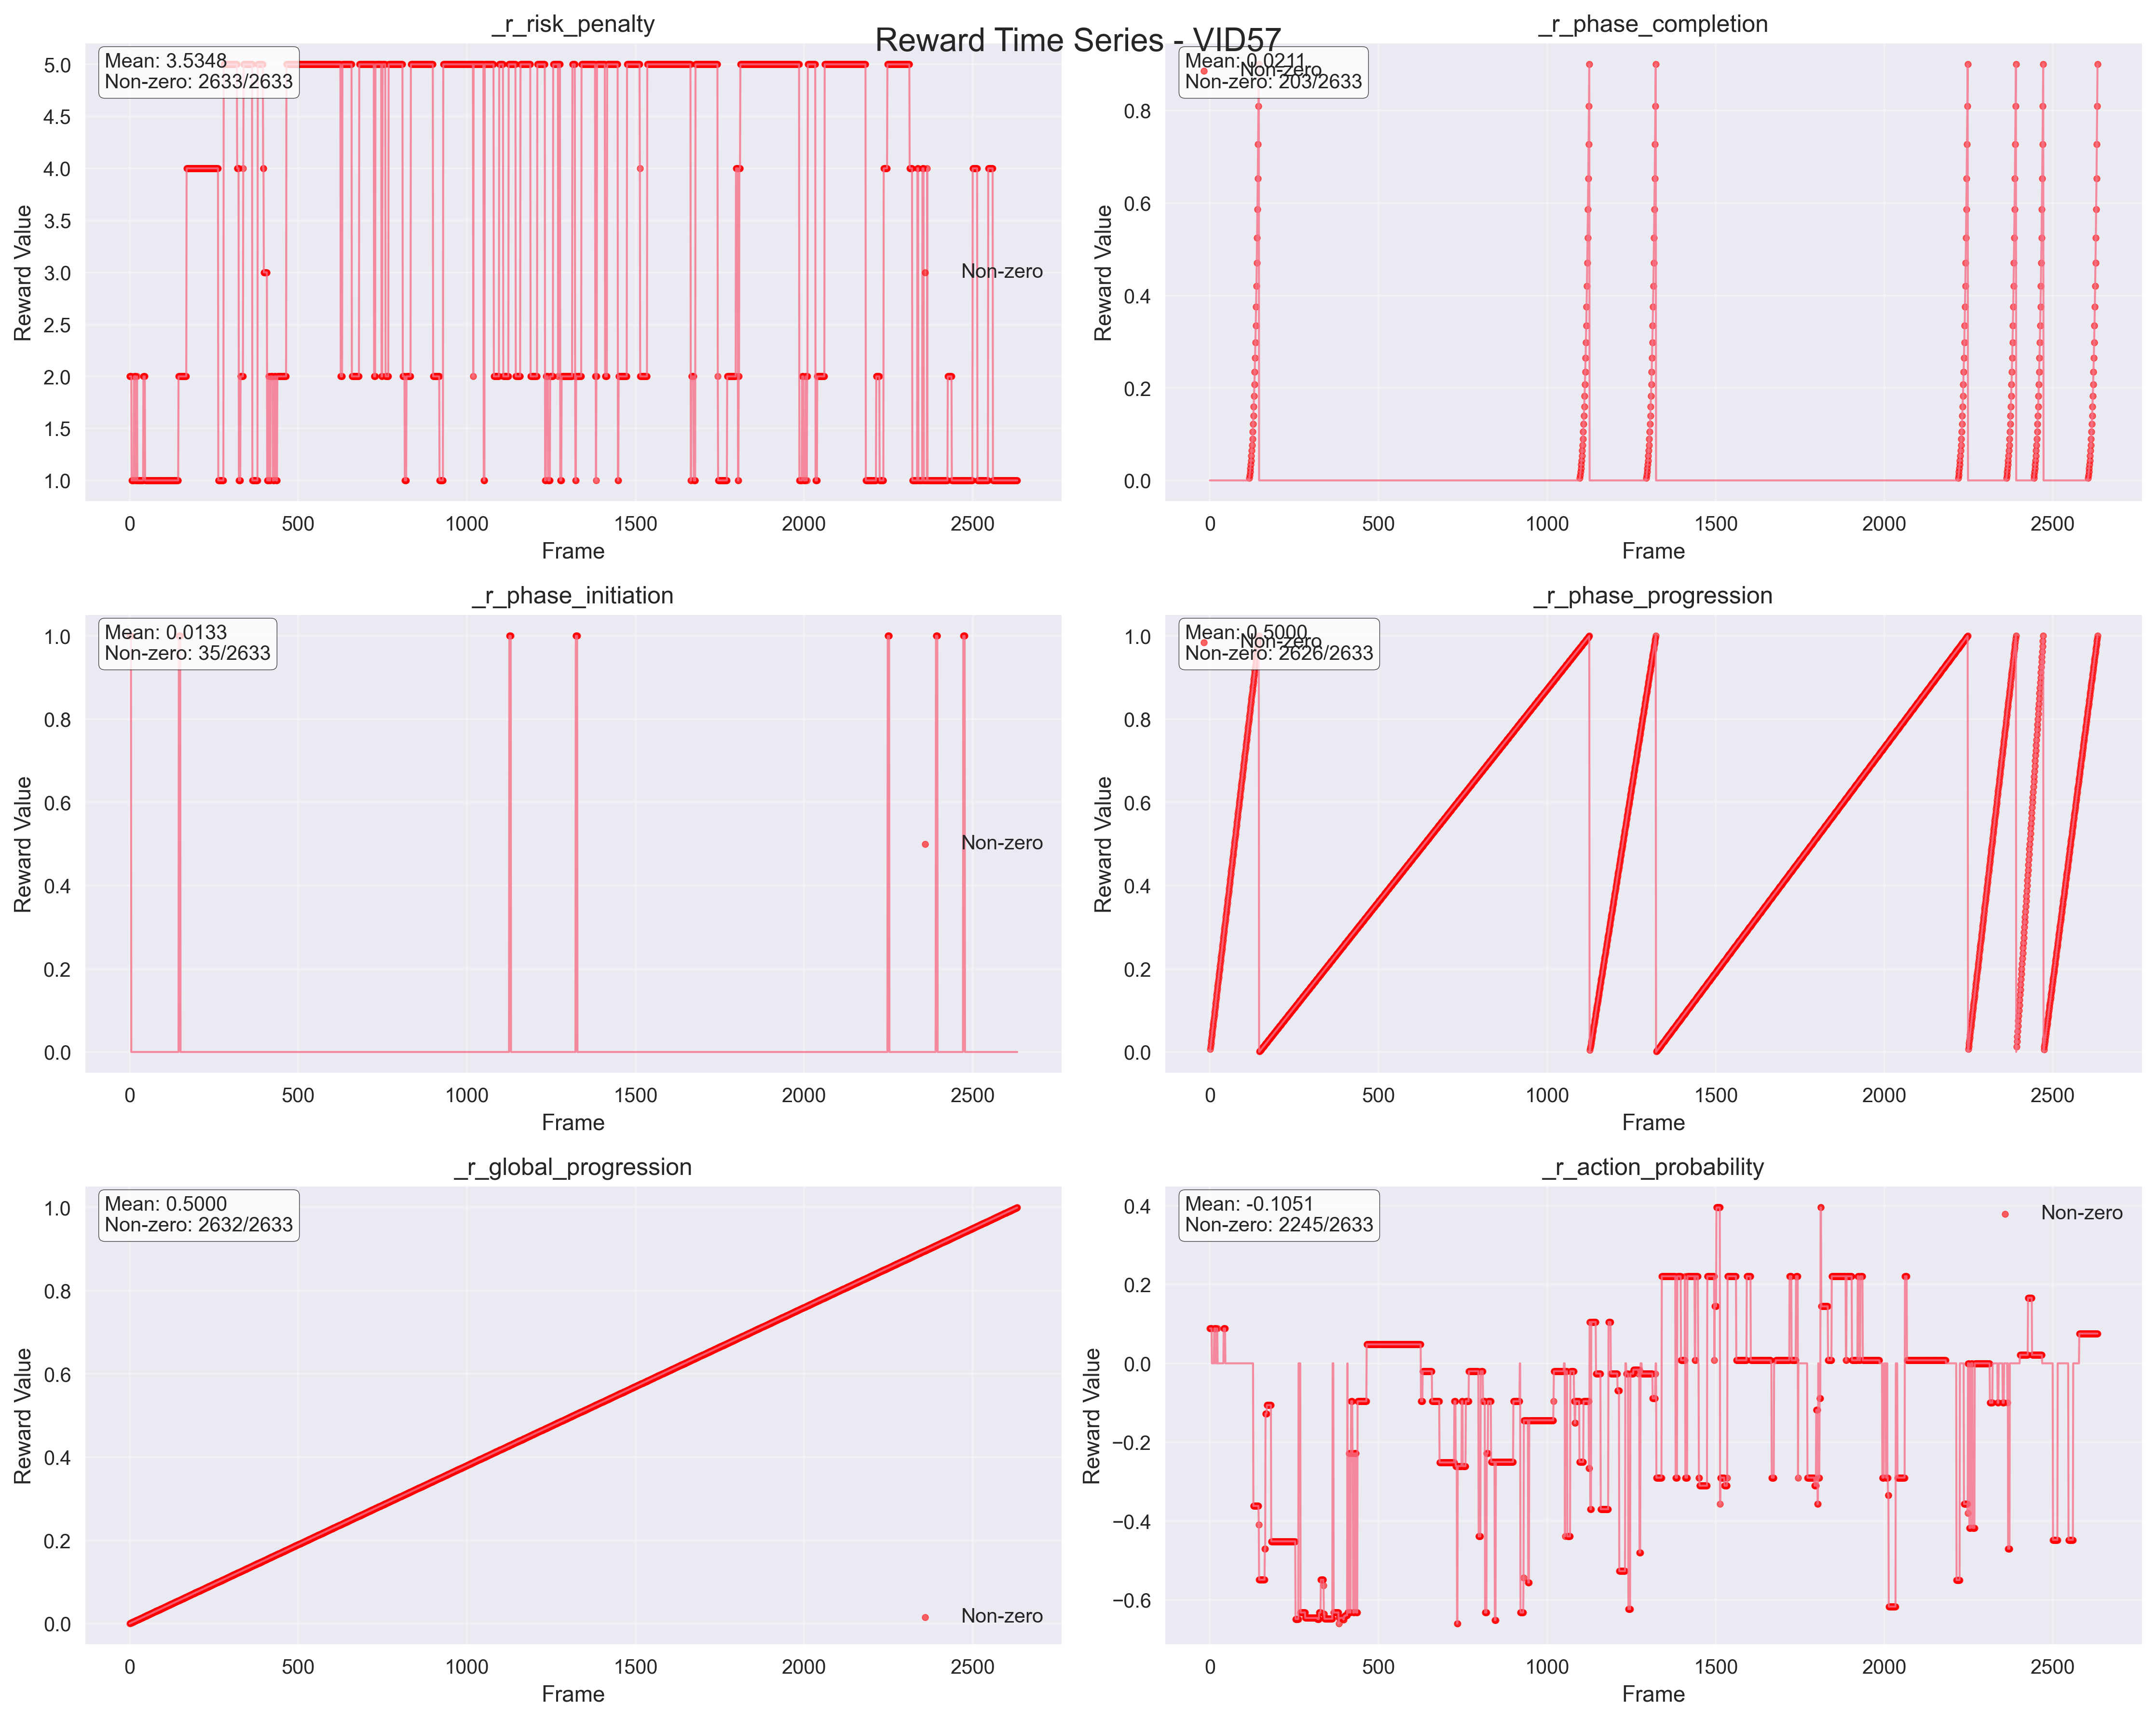 Reward Time Series - VID57
_r_risk_penalty
Mean: 3.5348
Non-zero: 2633/2633
Non-zero
5.0
4.5
4.0
3.5
3.0
2.5
2.0
1.5
1.0
Reward Value
0 500 1000 1500 2000 2500
Frame
_r_phase_completion
Mean: 0.0211
Non-zero
Non-zero: 203/2633
0.8
0.6
0.4
0.2
0.0
Reward Value
0 500 1000 1500 2000 2500
Frame
_r_phase_initiation
Mean: 0.0133
Non-zero: 35/2633
Non-zero
1.0
0.8
0.6
0.4
0.2
0.0
Reward Value
0 500 1000 1500 2000 2500
Frame
_r_phase_progression
Mean: 0.5000
Non-zero
Non-zero: 2626/2633
1.0
0.8
0.6
0.4
0.2
0.0
Reward Value
0 500 1000 1500 2000 2500
Frame
_r_global_progression
Mean: 0.5000
Non-zero: 2632/2633
Non-zero
1.0
0.8
0.6
0.4
0.2
0.0
Reward Value
0 500 1000 1500 2000 2500
Frame
_r_action_probability
Mean: -0.1051
Non-zero: 2245/2633
Non-zero
0.4
0.2
0.0
−0.2
−0.4
−0.6
Reward Value
0 500 1000 1500 2000 2500
Frame